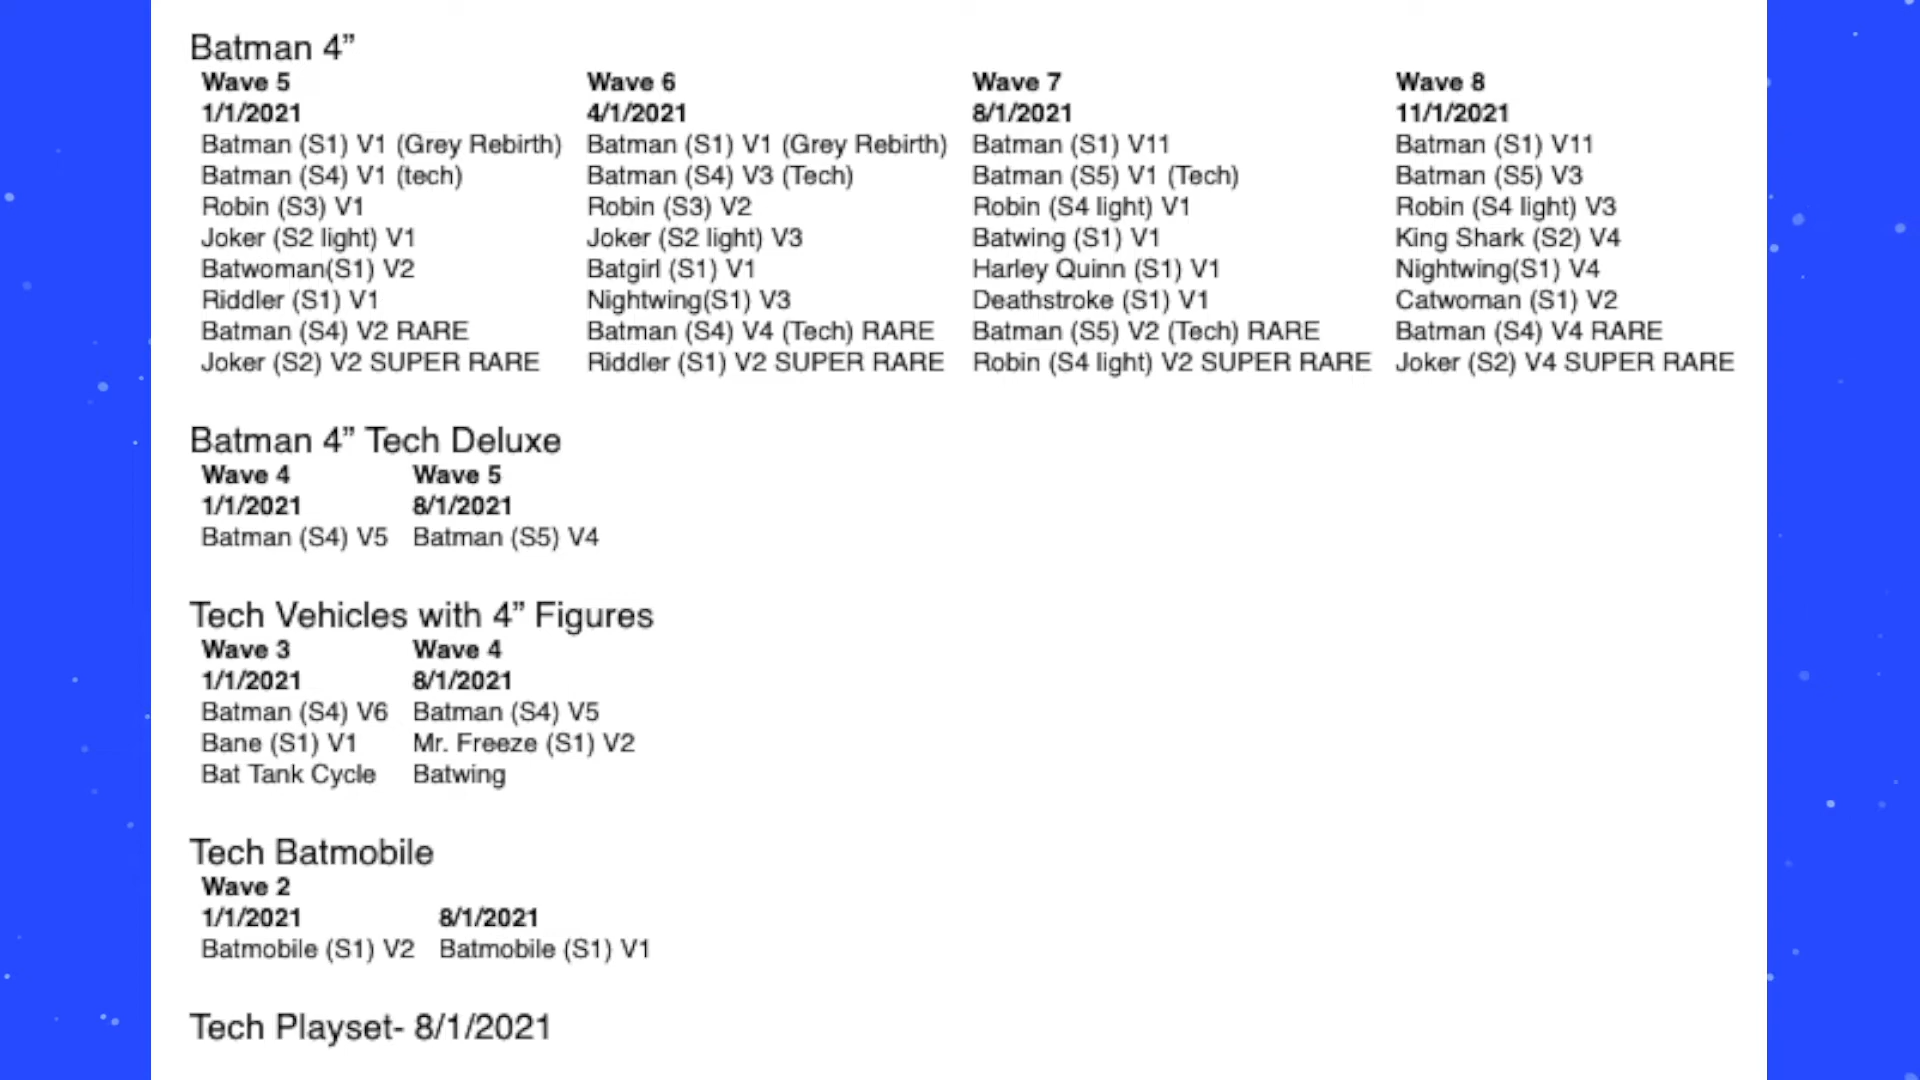 Batman 4”
Wave 5
1/1/2021
Batman (S1) V1 (Grey Rebirth)
Batman (S4) V1 (tech)
Robin (S3) V1
Joker (S2 light) V1
Batwoman(S1) V2
Riddler (S1) V1
Batman (S4) V2 RARE
Joker (S2) V2 SUPER RARE
Wave 6
4/1/2021
Batman (S1) V1 (Grey Rebirth)
Batman (S4) V3 (Tech)
Robin (S3) V2
Joker (S2 light) V3
Batgirl (S1) V1
Nightwing(S1) V3
Batman (S4) V4 (Tech) RARE
Riddler (S1) V2 SUPER RARE
Wave 7
8/1/2021
Batman (S1) V11
Batman (S5) V1 (Tech)
Robin (S4 light) V1
Batwing (S1) V1
Harley Quinn (S1) V1
Deathstroke (S1) V1
Batman (S5) V2 (Tech) RARE
Robin (S4 light) V2 SUPER RARE
Wave 8
11/1/2021
Batman (S1) V11
Batman (S5) V3
Robin (S4 light) V3
King Shark (S2) V4
Nightwing(S1) V4
Catwoman (S1) V2
Batman (S4) V4 RARE
Joker (S2) V4 SUPER RARE
Batman 4” Tech Deluxe
Wave 4
1/1/2021
Batman (S4) V5
Wave 5
8/1/2021
Batman (S5) V4
Tech Vehicles with 4” Figures
Wave 3
1/1/2021
Batman (S4) V6
Bane (S1) V1
Bat Tank Cycle
Wave 4
8/1/2021
Batman (S4) V5
Mr. Freeze (S1) V2
Batwing
Tech Batmobile
Wave 2
1/1/2021
Batmobile (S1) V2
8/1/2021
Batmobile (S1) V1
Tech Playset- 8/1/2021